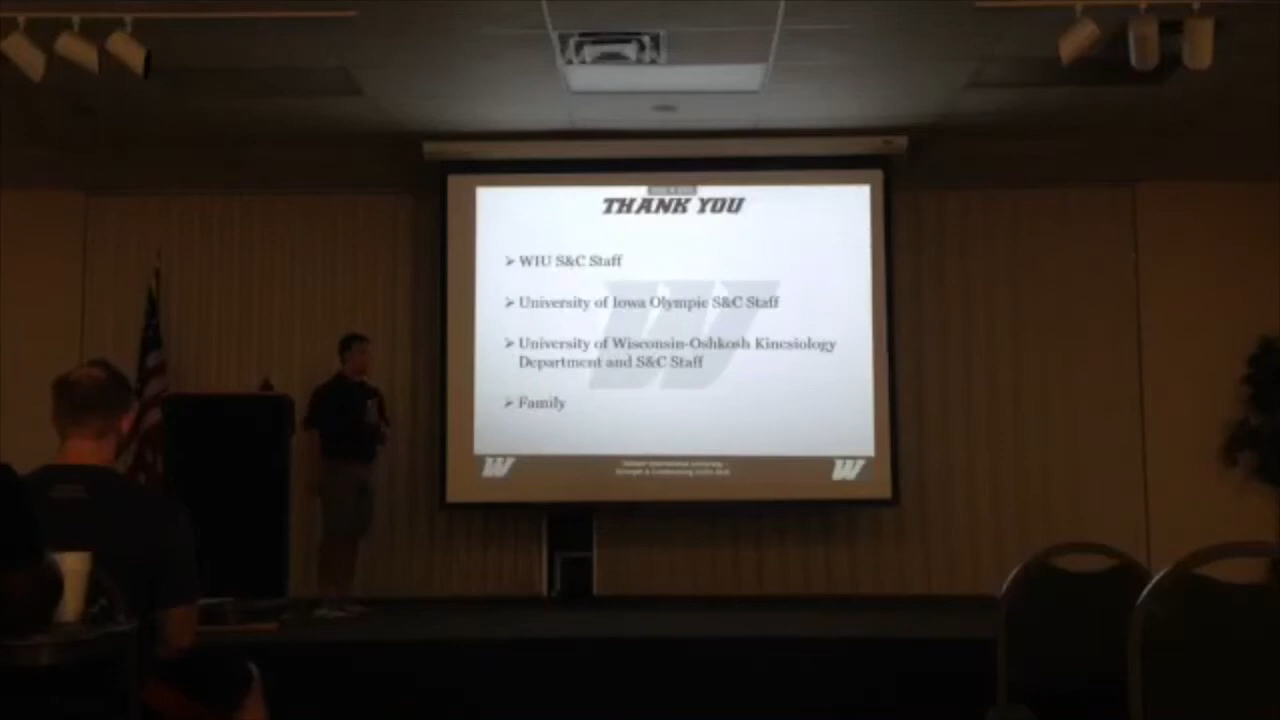 THANK YOU
➢ WIU S&C Staff
➢ University of Iowa Olympic S&C Staff
➢ University of Wisconsin-Oshkosh Kinesiology
Department and S&C Staff
➢ Family
W
W
W